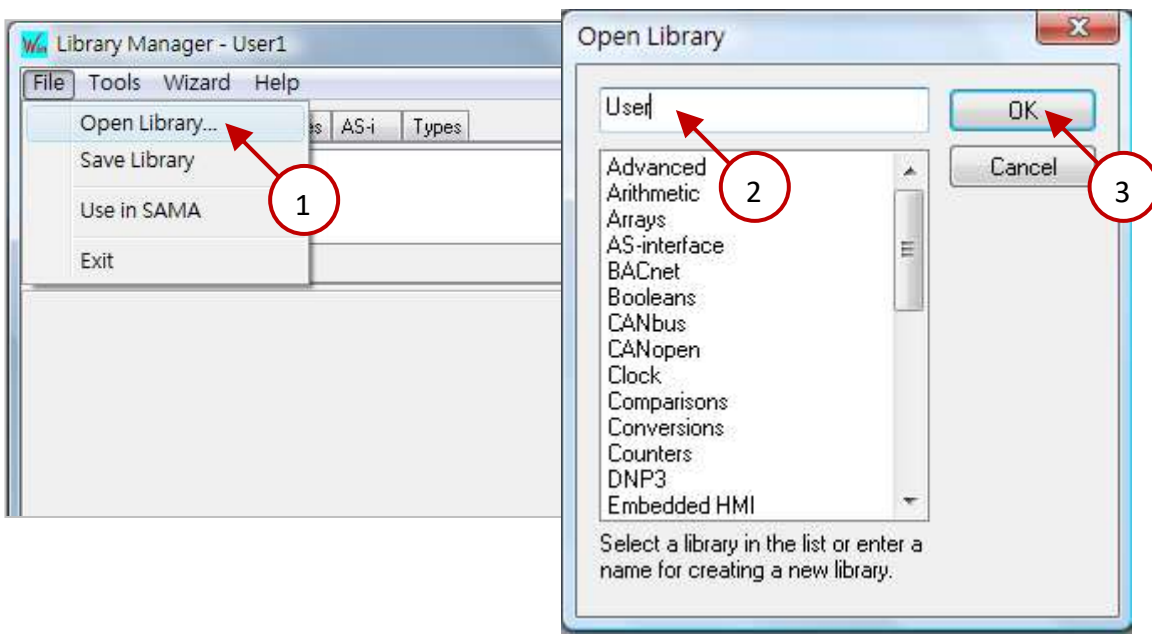 Library Manager - User1
File Tools Wizard Help
Open Library...
Save Library
Use in SAMA
Exit
AS-i Types
1
Open Library
User
OK
Cancel
Advanced
Arithmetic
Arrays
AS-interface
BACnet
Booleans
CANbus
CANopen
Clock
Comparisons
Conversions
Counters
DNP3
Embedded HMI
2
3
Select a library in the list or enter a
name for creating a new library.